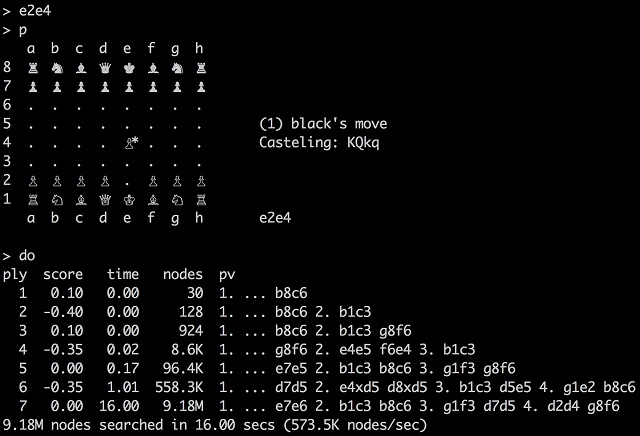 > e2e4
> p
a b c d e f g h
8 ♜ ♞ ♝ ♛ ♚ ♝ ♞ ♜
7 ♟ ♟ ♟ ♟ ♟ ♟ ♟ ♟
6 . . . . . . . .
5 . . . . . . . . (1) black's move
4 . . . . ♙* . . . Casteling: KQkq
3 . . . . . . . .
2 ♙ ♙ ♙ ♙ . ♙ ♙ ♙
1 ♖ ♘ ♗ ♕ ♔ ♗ ♘ ♖
a b c d e f g h e2e4
> do
ply score time nodes pv
1 0.10 0.00 30 1. ... b8c6
2 -0.40 0.00 128 1. ... b8c6 2. b1c3
3 0.10 0.00 924 1. ... b8c6 2. b1c3 g8f6
4 -0.35 0.02 8.6K 1. ... g8f6 2. e4e5 f6e4 3. b1c3
5 0.00 0.17 96.4K 1. ... e7e5 2. b1c3 b8c6 3. g1f3 g8f6
6 -0.35 1.01 558.3K 1. ... d7d5 2. e4xd5 d8xd5 3. b1c3 d5e5 4. g1e2 b8c6
7 0.00 16.00 9.18M 1. ... e7e6 2. b1c3 b8c6 3. g1f3 d7d5 4. d2d4 g8f6
9.18M nodes searched in 16.00 secs (573.5K nodes/sec)